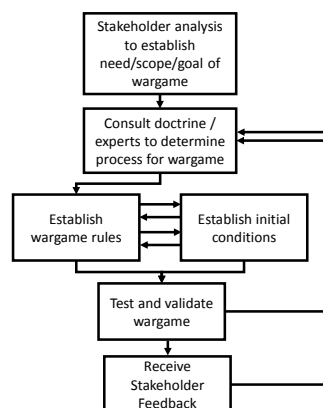 Stakeholder analysis
to establish
need/scope/goal of
wargame
Consult doctrine /
experts to determine
process for wargame
Establish
wargame rules
Establish initial
conditions
Test and validate
wargame
Receive
Stakeholder
Feedback